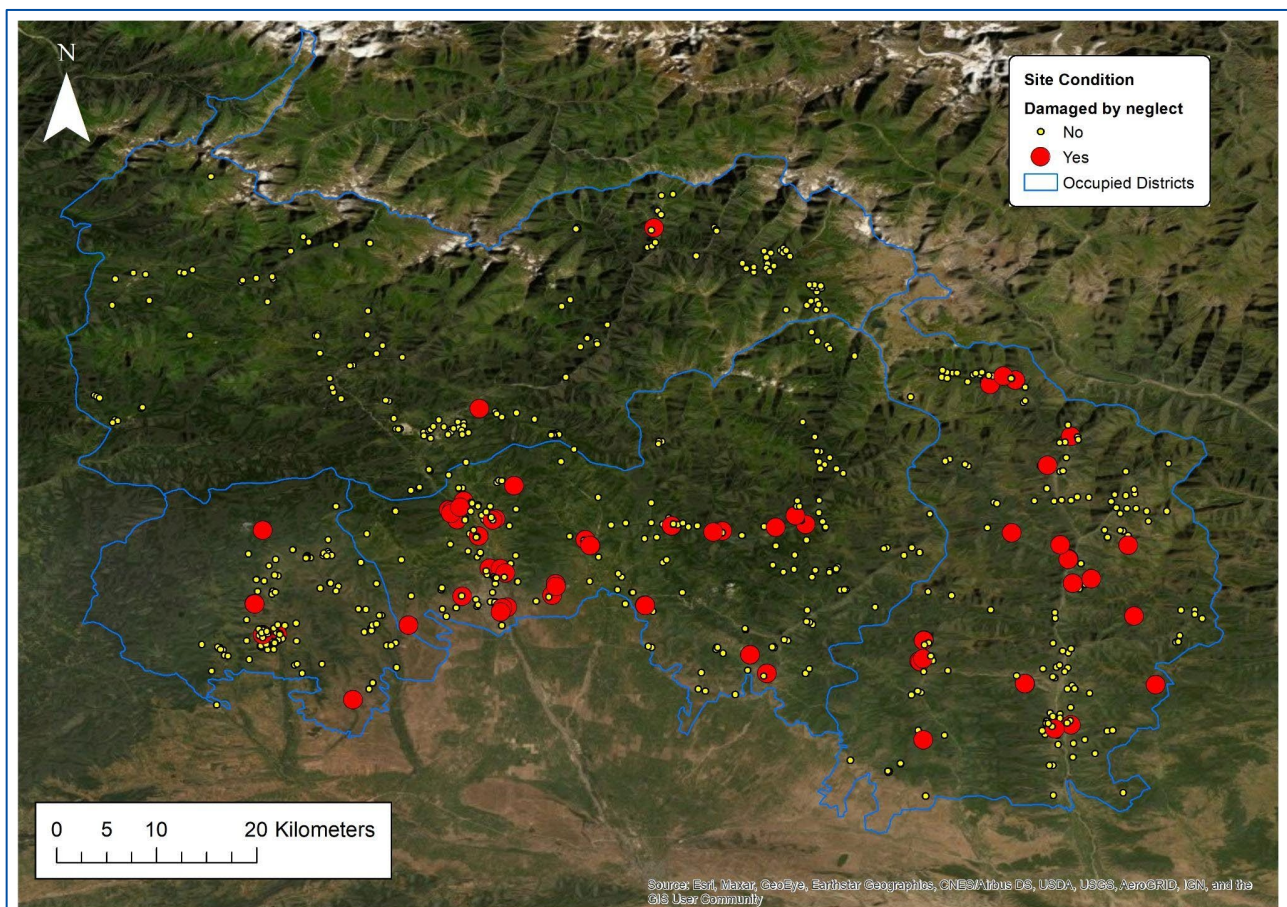 N
Site Condition
Damaged by neglect
No
Yes
Occupied Districts
0 5 10 20 Kilometers
Source: Esri, Maxar, GeoEye, Earthstar Geographics, CNES/Airbus DS, USDA, USGS, AeroGRID, IGN, and the
GIS User Community